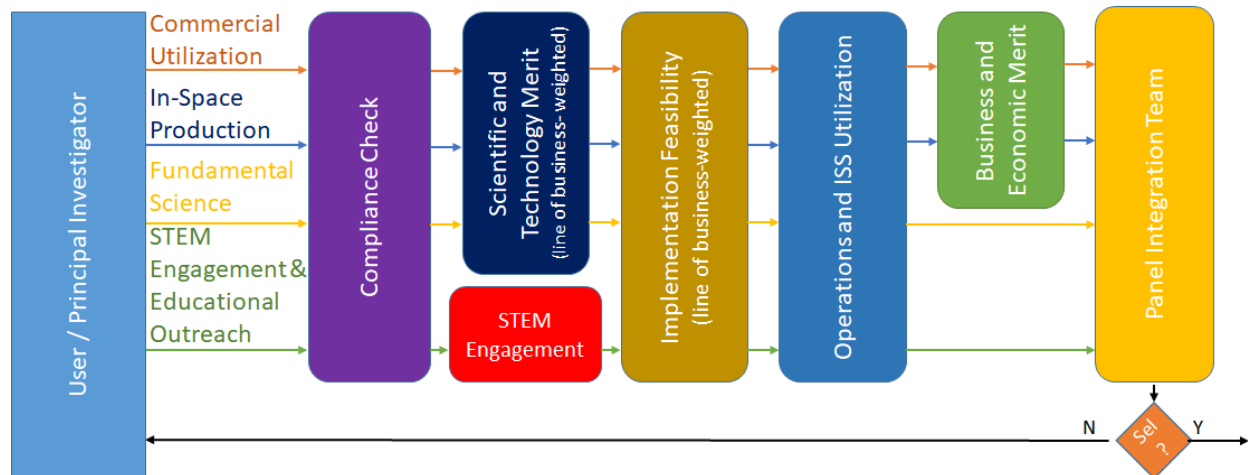 User / Principal Investigator
Commercial
Utilization
In-Space
Production
Fundamental
Science
STEM
Engagement &
Educational
Outreach
Compliance Check
Scientific and
Technology Merit
(line of business- weighted)
STEM
Engagement
Implementation Feasibility
(line of business-weighted)
Operations and ISS Utilization
Business and
Economic Merit
Panel Integration Team
N
Sel
?
Y